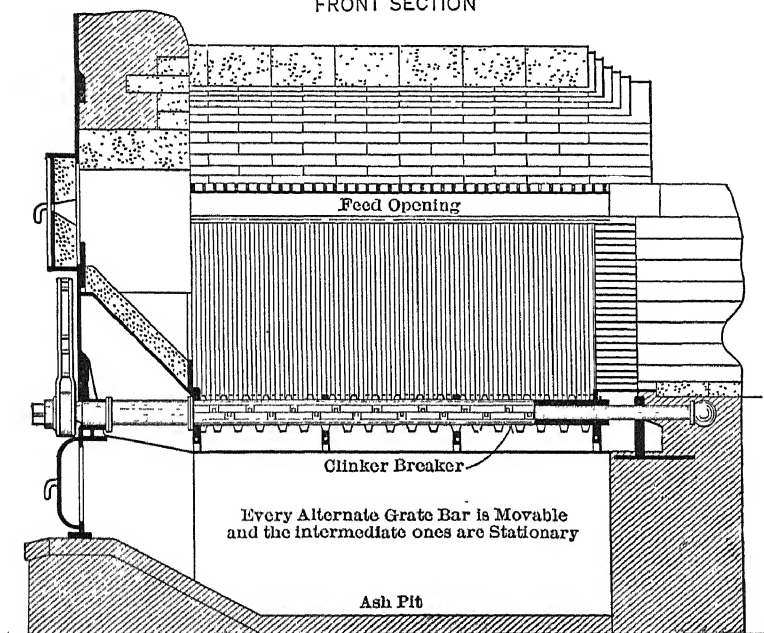 FRONT SECTION
Feed Opening
Clinker Breaker
Every Alternate Grate Bar is Movable
and the intermediate ones are Stationary
Ash Pit